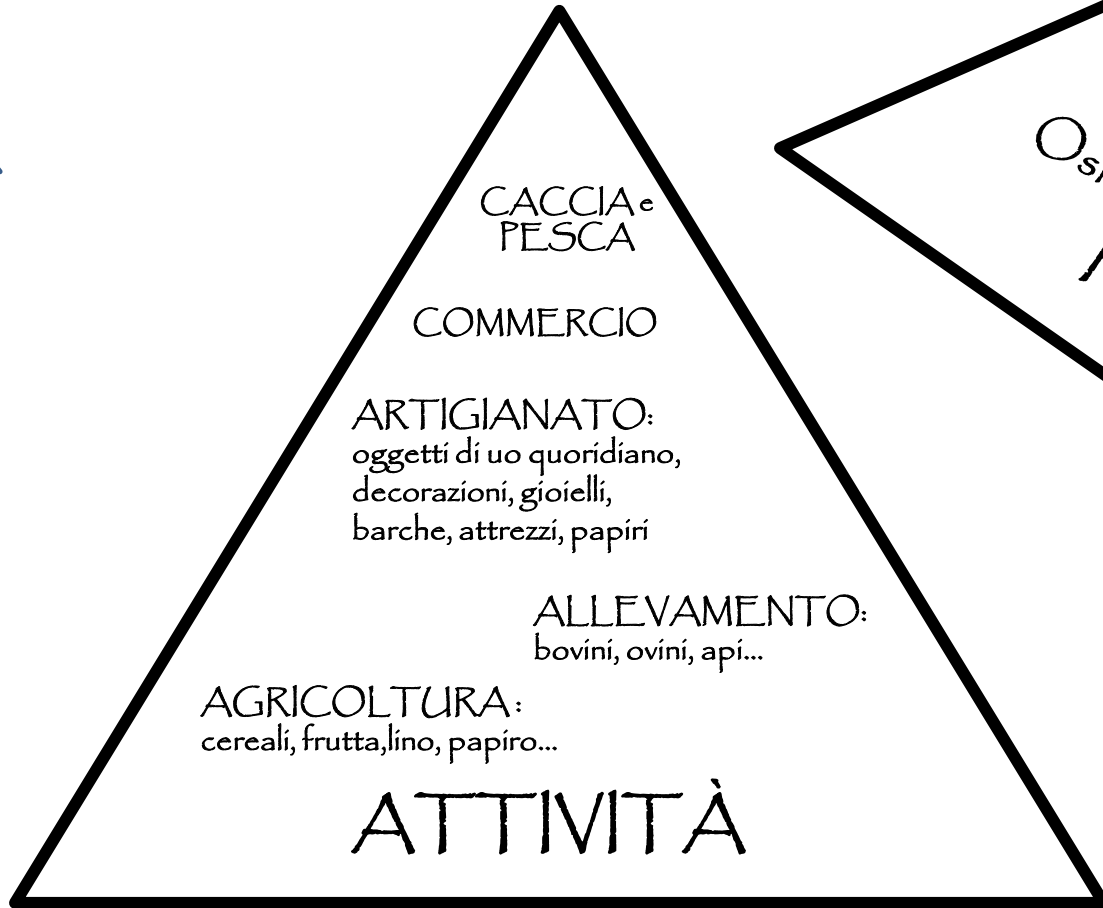 CACCIA e
PESCA
COMMERCIO
ARTIGIANATO:
oggetti di uo quoridiano,
decorazioni, gioielli,
barche, attrezzi, papiri
ALLEVAMENTO:
bovini, ovini, api...
AGRICOLTURA:
cereali, frutta,lino, papiro...
ATTIVITÀ